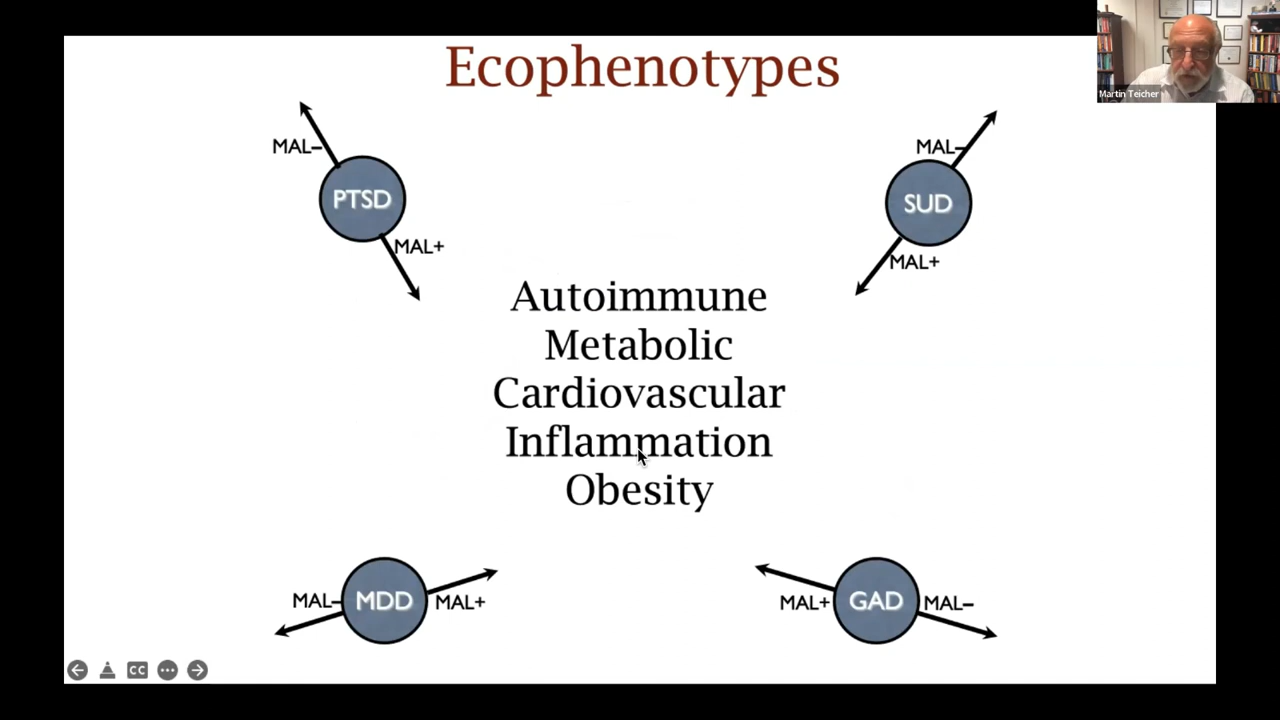 Ecophenotypes
Martin Teicher
MAL–
MAL–
PTSD
SUD
MAL+
MAL+
Autoimmune
Metabolic
Cardiovascular
Inflammation
Obesity
MAL–
MDD
MAL+
MAL+
GAD
MAL–
CC